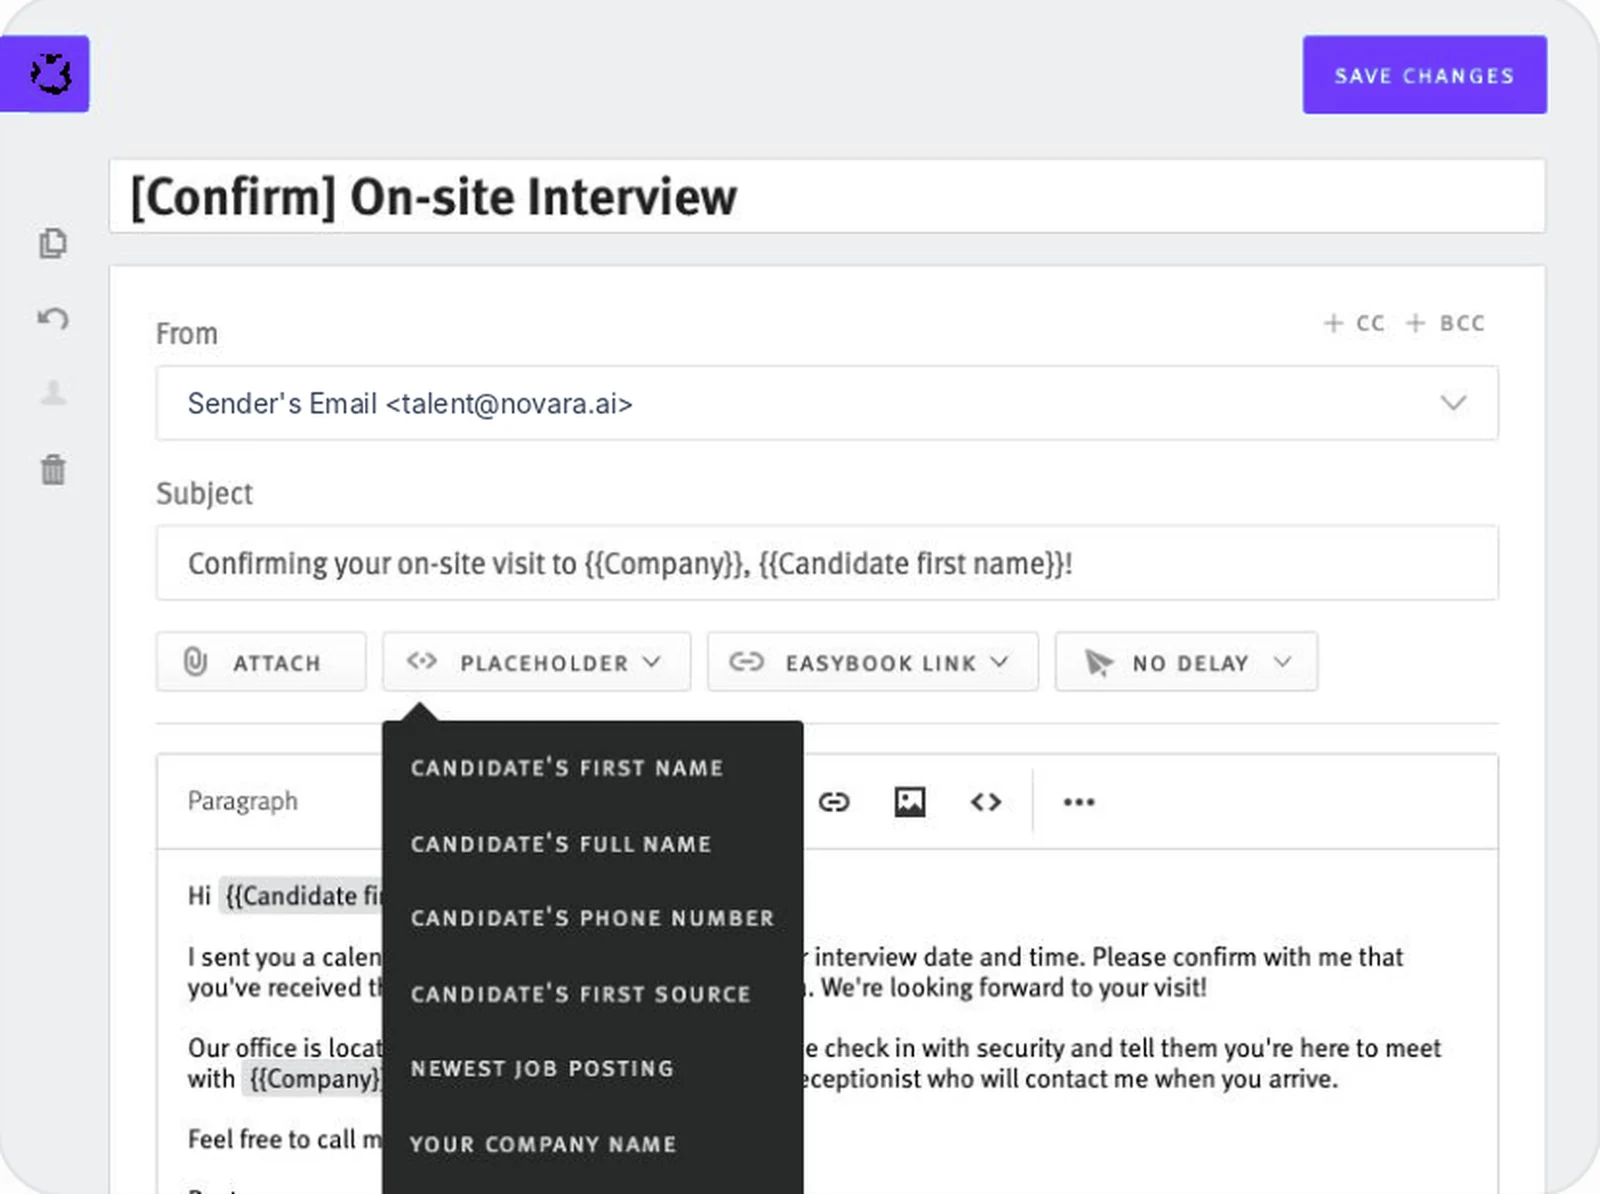 SAVE CHANGES
[Confirm] On-site Interview
From
+ CC + BCC
Sender's Email <talent@novara.ai>
Subject
Confirming your on-site visit to {{Company}}, {{Candidate first name}}!
ATTACH
PLACEHOLDER
EASYBOOK LINK
NO DELAY
CANDIDATE'S FIRST NAME
CANDIDATE'S FULL NAME
CANDIDATE'S PHONE NUMBER
CANDIDATE'S FIRST SOURCE
NEWEST JOB POSTING
YOUR COMPANY NAME
Paragraph
Hi {{Candidate
I sent you a interview date and time. Please confirm with me that
you've received We're looking forward to your visit!
Our office is check in with security and tell them you're here to meet
with {{Company}} who will contact me when you arrive.
Feel free to call